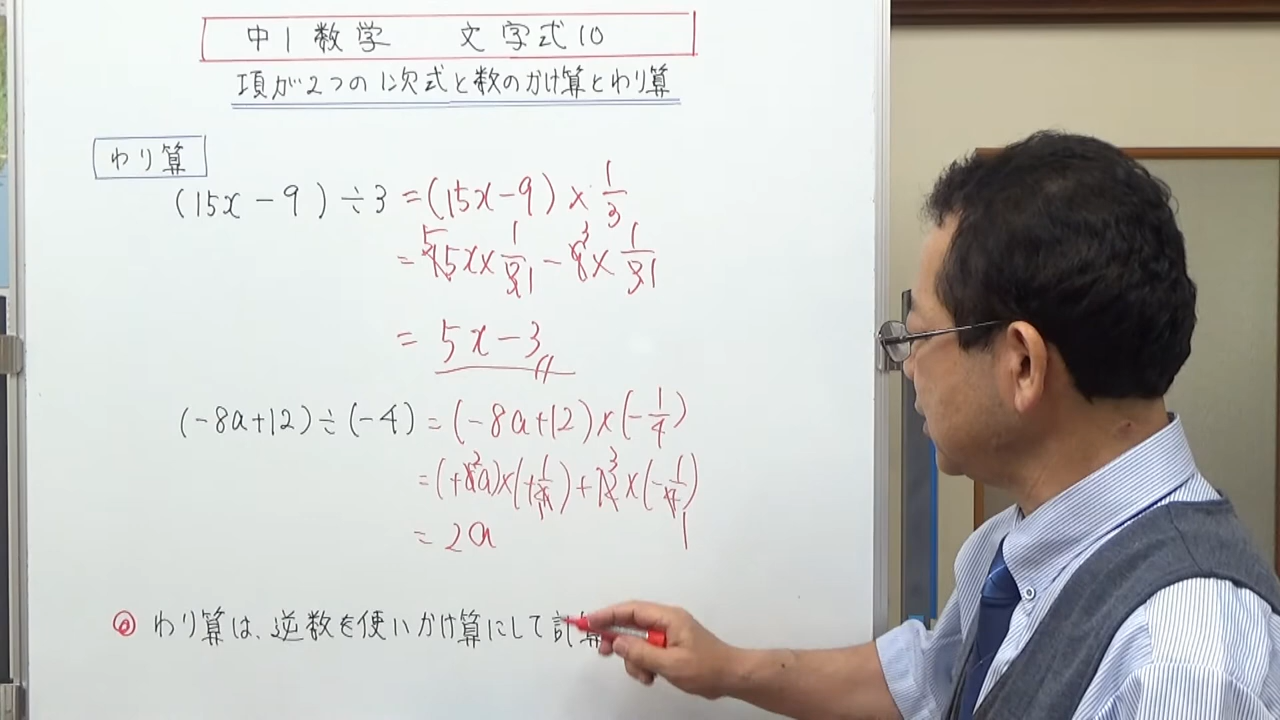 中1数学 文字式10
項が2つの1次式と数のかけ算とわり算
わり算
(15x-9)÷3=(15x-9)×1/3
=15x×1/3-9×1/3
=5x-3
(-8a+12)÷(-4)=(-8a+12)×(-1/4)
=(+8a)×(+1/4)+12×(-1/4)
=2a
◎わり算は、逆数を使いかけ算にして計算